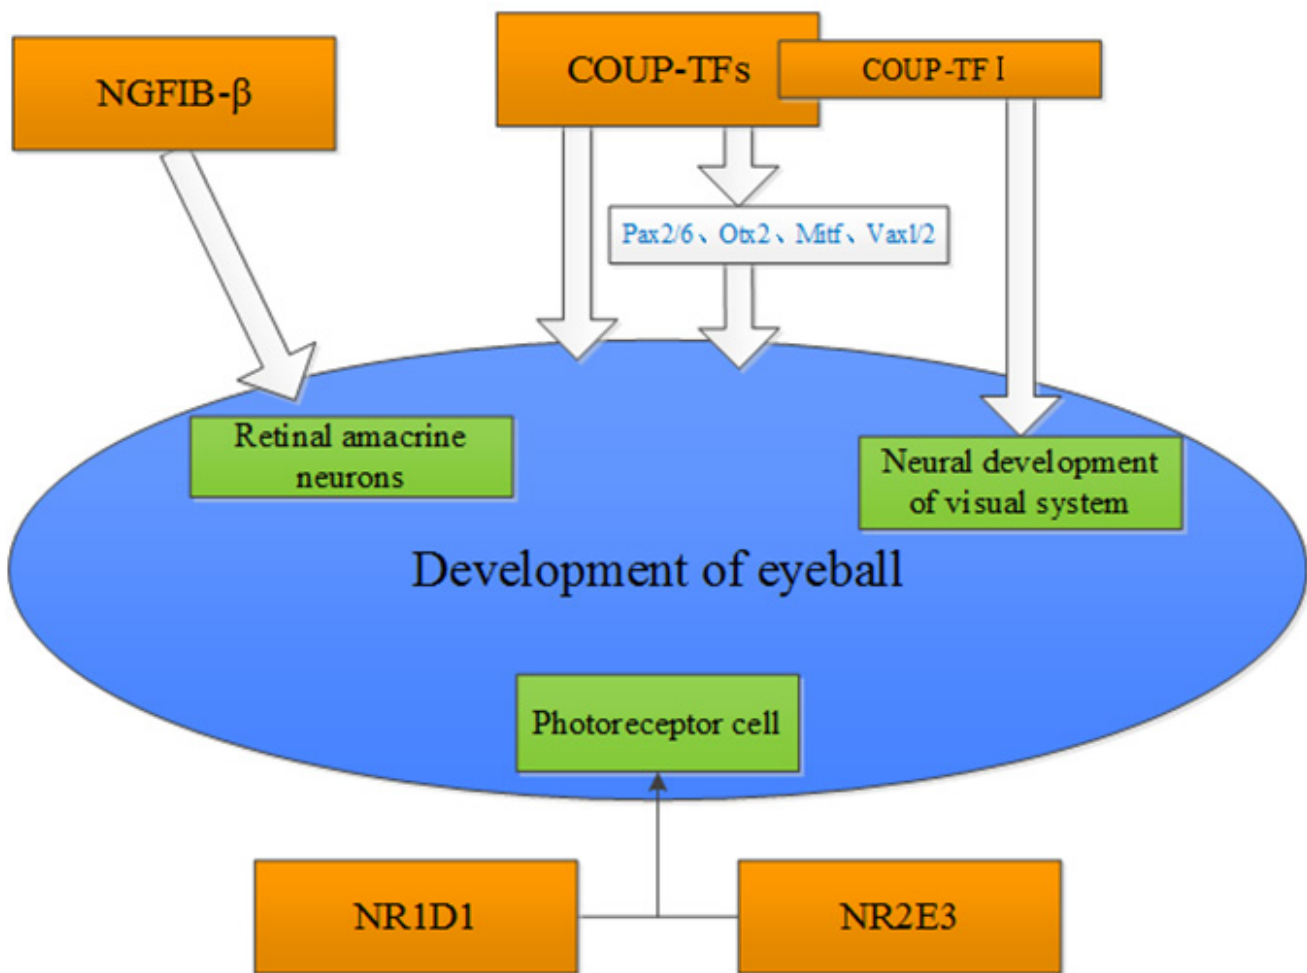 NGFIB-β
COUP-TFs
COUP-TF Ⅰ
Pax2/6、Otx2、Mitf、Vax1/2
Retinal amacrine
neurons
Neural development
of visual system
Development of eyeball
Photoreceptor cell
NR1D1
NR2E3